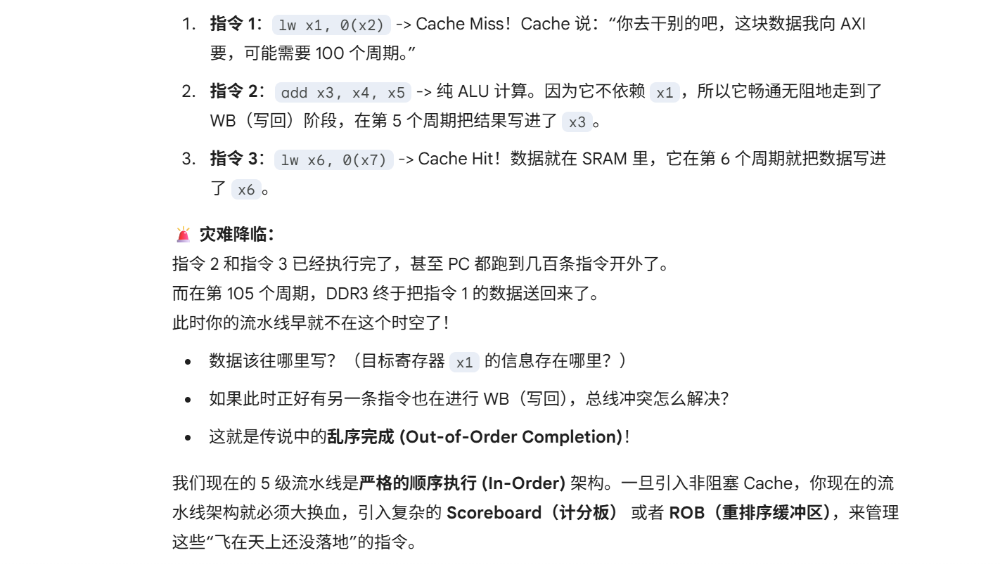 1. 指令 1：lw x1, 0(x2) -> Cache Miss！Cache 说：“你去干别的吧，这块数据我向 AXI
要，可能需要 100 个周期。”
2. 指令 2：add x3, x4, x5 -> 纯 ALU 计算。因为它不依赖 x1，所以它畅通无阻地走到了
WB（写回）阶段，在第 5 个周期把结果写进了 x3。
3. 指令 3：lw x6, 0(x7) -> Cache Hit！数据就在 SRAM 里，它在第 6 个周期就把数据写进
了 x6。
🚨 灾难降临：
指令 2 和指令 3 已经执行完了，甚至 PC 都跑到几百条指令开外了。
而在第 105 个周期，DDR3 终于把指令 1 的数据送回来了。
此时你的流水线早就不在这个时空了！
• 数据该往哪里写？（目标寄存器 x1 的信息存在哪里？）
• 如果此时正好有另一条指令也在进行 WB（写回），总线冲突怎么解决？
• 这就是传说中的乱序完成 (Out-of-Order Completion)！
我们现在的 5 级流水线是严格的顺序执行 (In-Order) 架构。一旦引入非阻塞 Cache，你现在的流
水线架构就必须大换血，引入复杂的 Scoreboard（计分板） 或者 ROB（重排序缓冲区），来管理
这些“飞在天上还没落地”的指令。